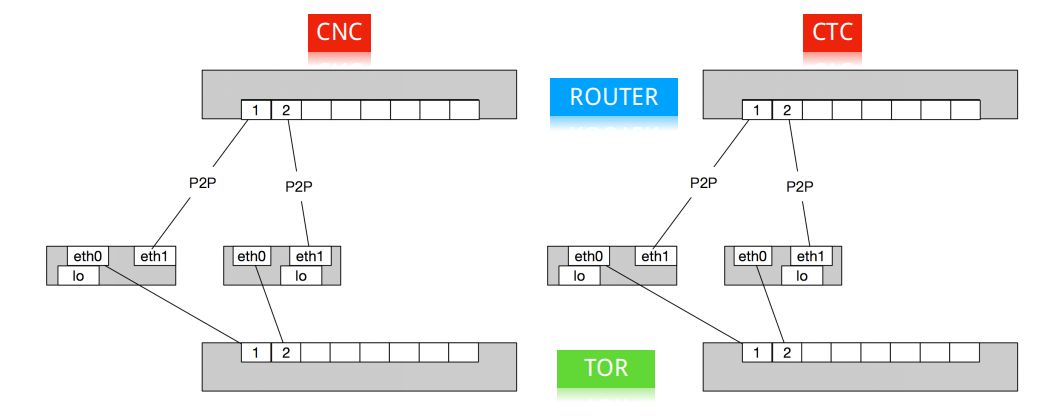 CNC
CTC
ROUTER
1 2
1 2
P2P
P2P
P2P
P2P
eth0 eth1
lo
eth0 eth1
lo
eth0 eth1
lo
eth0 eth1
lo
1 2
1 2
TOR